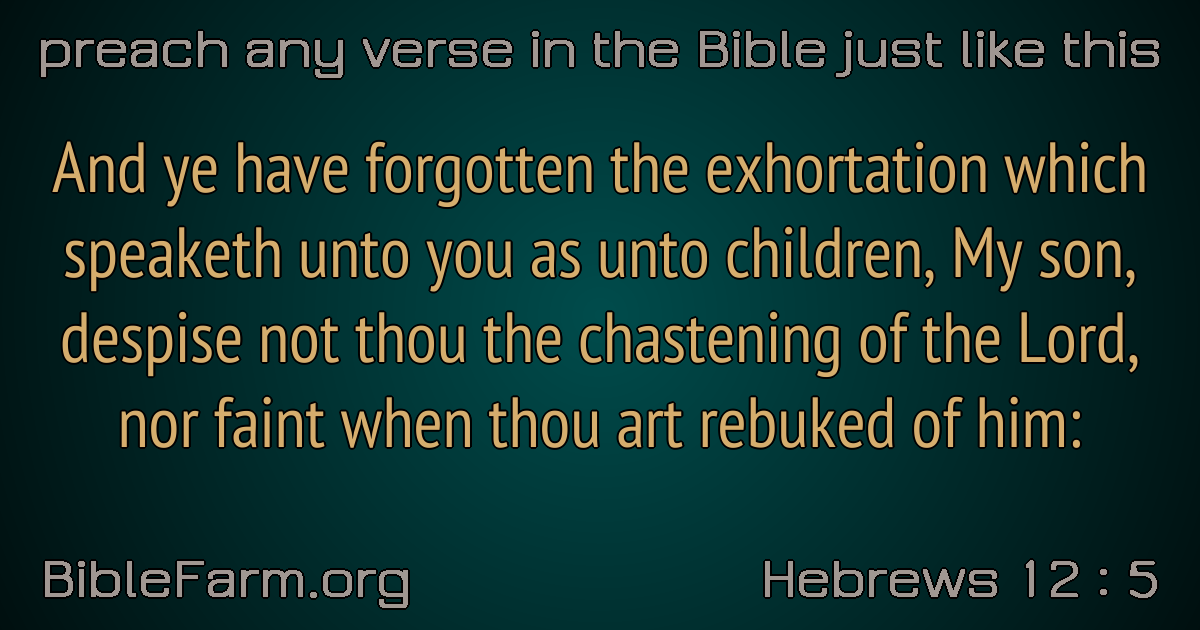 preach any verse in the Bible just like this
And ye have forgotten the exhortation which
speaketh unto you as unto children, My son,
despise not thou the chastening of the Lord,
nor faint when thou art rebuked of him:
BibleFarm.org
Hebrews 12 : 5